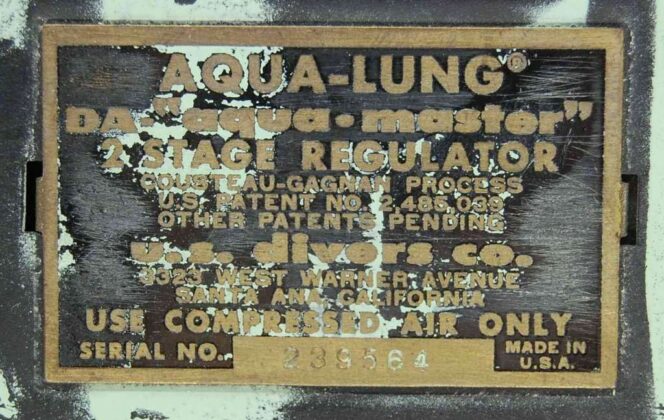 AQUA-LUNG®
DA-"aqua•master"
2 STAGE REGULATOR
COUSTEAU-GAGNAN PROCESS
U.S. PATENT NO. 2,485,039
OTHER PATENTS PENDING
u.s. divers co.
3323 WEST WARNER AVENUE
SANTA ANA, CALIFORNIA
USE COMPRESSED AIR ONLY
SERIAL NO. 239564
MADE IN
U.S.A.